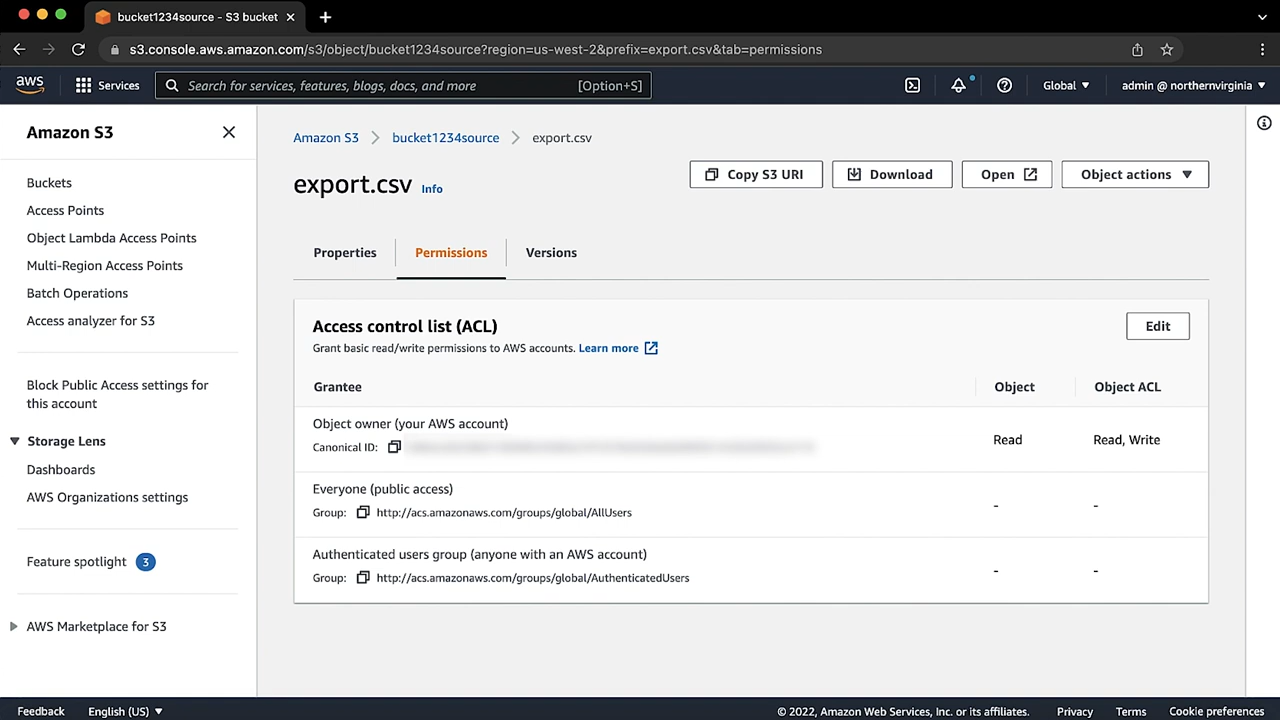 bucket1234source - S3 bucket
s3.console.aws.amazon.com/s3/object/bucket1234source?region=us-west-2&prefix=export.csv&tab=permissions
aws
Services
Search for services, features, blogs, docs, and more
[Option+S]
Global
admin @ northernvirginia
Amazon S3
Buckets
Access Points
Object Lambda Access Points
Multi-Region Access Points
Batch Operations
Access analyzer for S3
Block Public Access settings for
this account
Storage Lens
Dashboards
AWS Organizations settings
Feature spotlight 3
AWS Marketplace for S3
Amazon S3
bucket1234source
export.csv
export.csv Info
Copy S3 URI
Download
Open
Object actions
Properties
Permissions
Versions
Access control list (ACL)
Grant basic read/write permissions to AWS accounts. Learn more
Edit
Grantee
Object
Object ACL
Object owner (your AWS account)
Canonical ID:
Read
Read, Write
Everyone (public access)
Group: http://acs.amazonaws.com/groups/global/AllUsers
-
-
Authenticated users group (anyone with an AWS account)
Group: http://acs.amazonaws.com/groups/global/AuthenticatedUsers
-
-
Feedback
English (US)
© 2022, Amazon Web Services, Inc. or its affiliates.
Privacy
Terms
Cookie preferences